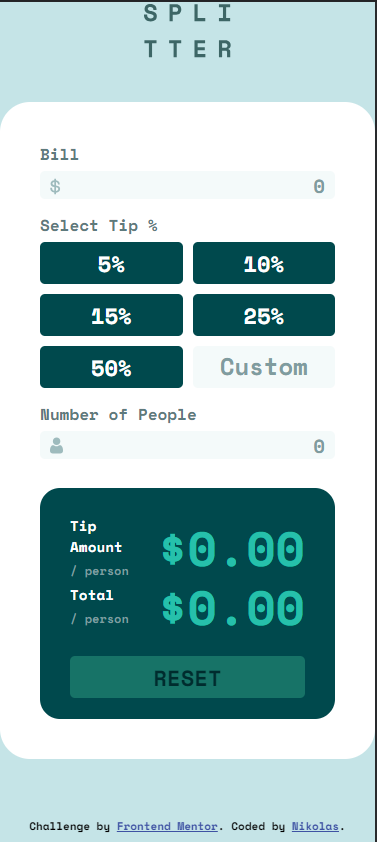 SPLI
TTER
Bill
$ 0
Select Tip %
5% 10%
15% 25%
50% Custom
Number of People
0
Tip
Amount
/ person
$0.00
Total
/ person
$0.00
RESET
Challenge by Frontend Mentor. Coded by Nikolas.